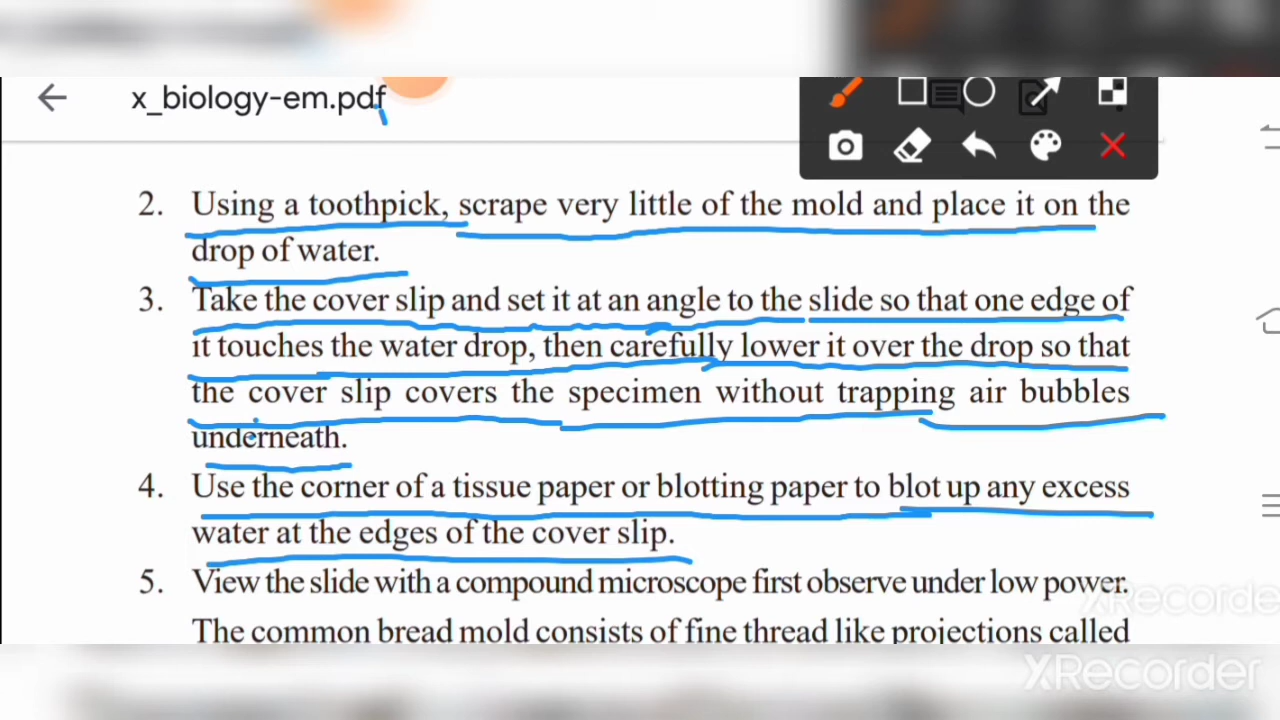 x_biology-em.pdf
2. Using a toothpick, scrape very little of the mold and place it on the
drop of water.
3. Take the cover slip and set it at an angle to the slide so that one edge of
it touches the water drop, then carefully lower it over the drop so that
the cover slip covers the specimen without trapping air bubbles
underneath.
4. Use the corner of a tissue paper or blotting paper to blot up any excess
water at the edges of the cover slip.
5. View the slide with a compound microscope first observe under low power.
The common bread mold consists of fine thread like projections called
XRecorde
XRecorder